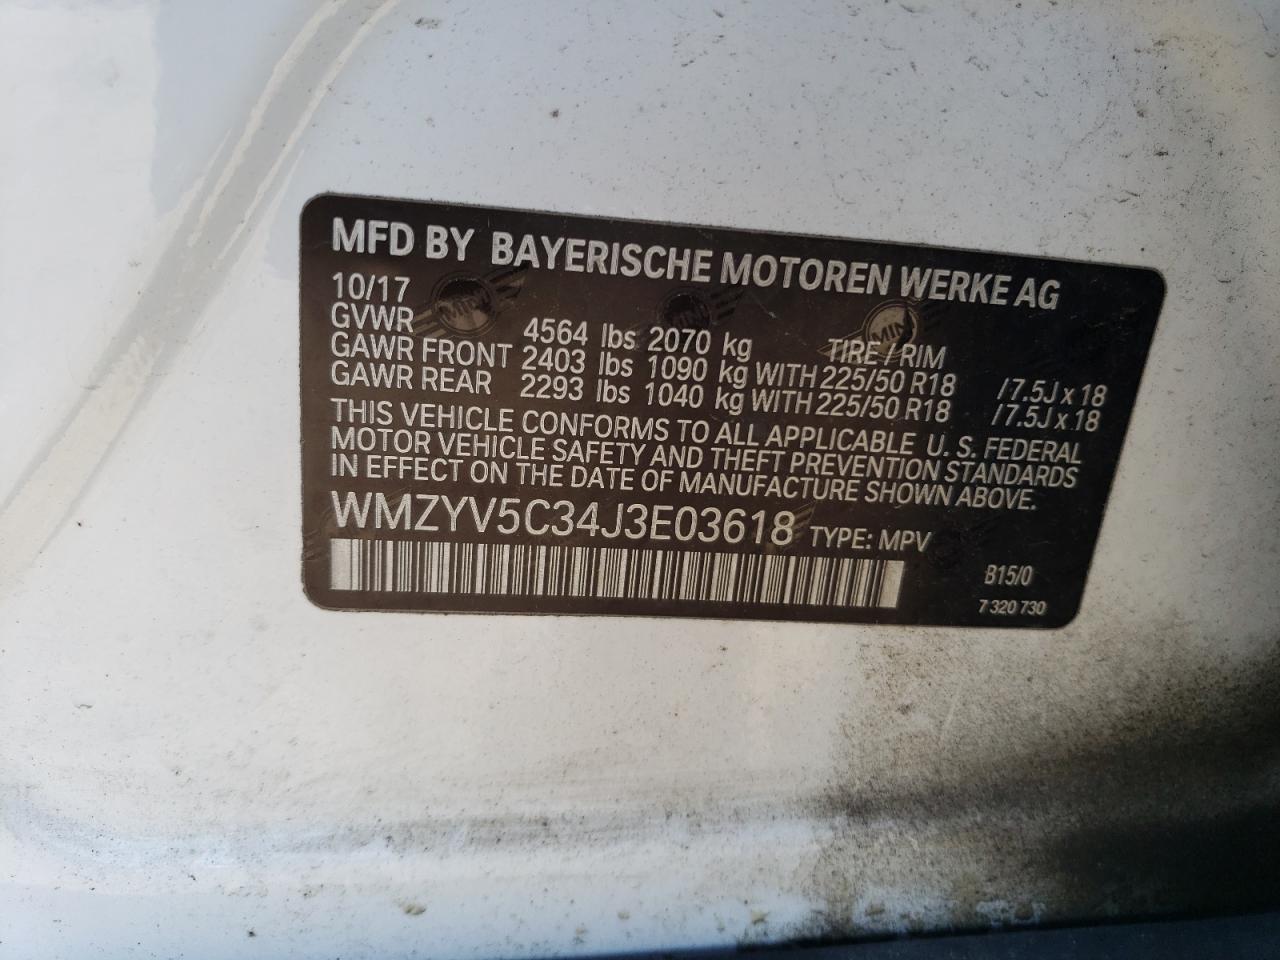 MFD BY BAYERISCHE MOTOREN WERKE AG
10/17
GVWR 4564 lbs 2070 kg TIRE / RIM
GAWR FRONT 2403 lbs 1090 kg WITH 225/50 R18 /7.5J x 18
GAWR REAR 2293 lbs 1040 kg WITH 225/50 R18 /7.5J x 18
THIS VEHICLE CONFORMS TO ALL APPLICABLE U. S. FEDERAL
MOTOR VEHICLE SAFETY AND THEFT PREVENTION STANDARDS
IN EFFECT ON THE DATE OF MANUFACTURE SHOWN ABOVE.
WMZYV5C34J3E03618 TYPE: MPV
B15/0
7 320 730
MINI
MIN
MINI